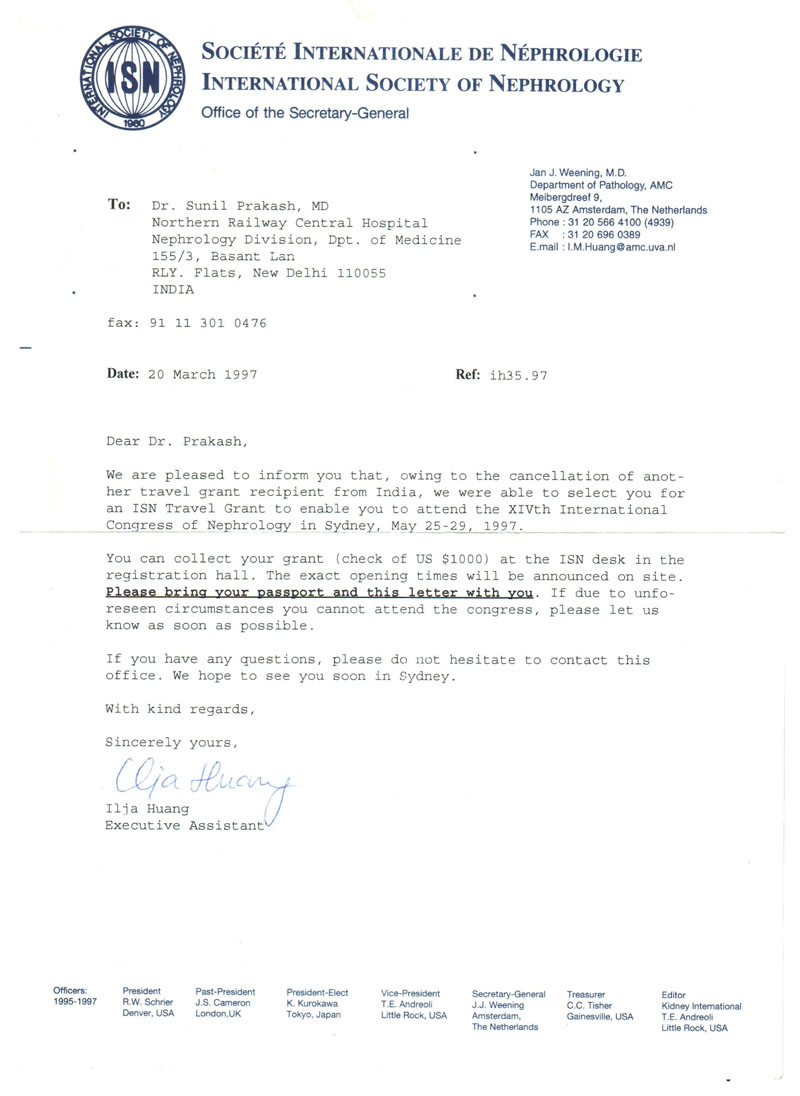 INTERNATIONAL SOCIETY OF NEPHROLOGY
ISN
1960
SOCIÉTÉ INTERNATIONALE DE NÉPHROLOGIE
INTERNATIONAL SOCIETY OF NEPHROLOGY
Office of the Secretary-General
Jan J. Weening, M.D.
Department of Pathology, AMC
Meibergdreef 9,
1105 AZ Amsterdam, The Netherlands
Phone : 31 20 566 4100 (4939)
FAX : 31 20 696 0389
E.mail : I.M.Huang@amc.uva.nl
To: Dr. Sunil Prakash, MD
Northern Railway Central Hospital
Nephrology Division, Dpt. of Medicine
155/3, Basant Lan
RLY. Flats, New Delhi 110055
INDIA
fax: 91 11 301 0476
Date: 20 March 1997 Ref: ih35.97
Dear Dr. Prakash,
We are pleased to inform you that, owing to the cancellation of anot-
her travel grant recipient from India, we were able to select you for
an ISN Travel Grant to enable you to attend the XIVth International
Congress of Nephrology in Sydney, May 25-29, 1997.
You can collect your grant (check of US $1000) at the ISN desk in the
registration hall. The exact opening times will be announced on site.
Please bring your passport and this letter with you. If due to unfo-
reseen circumstances you cannot attend the congress, please let us
know as soon as possible.
If you have any questions, please do not hesitate to contact this
office. We hope to see you soon in Sydney.
With kind regards,
Sincerely yours,
Ilja Huang
Ilja Huang
Executive Assistant
Officers:
1995-1997
President
R.W. Schrier
Denver, USA
Past-President
J.S. Cameron
London,UK
President-Elect
K. Kurokawa
Tokyo, Japan
Vice-President
T.E. Andreoli
Little Rock, USA
Secretary-General
J.J. Weening
Amsterdam,
The Netherlands
Treasurer
C.C. Tisher
Gainesville, USA
Editor
Kidney International
T.E. Andreoli
Little Rock, USA